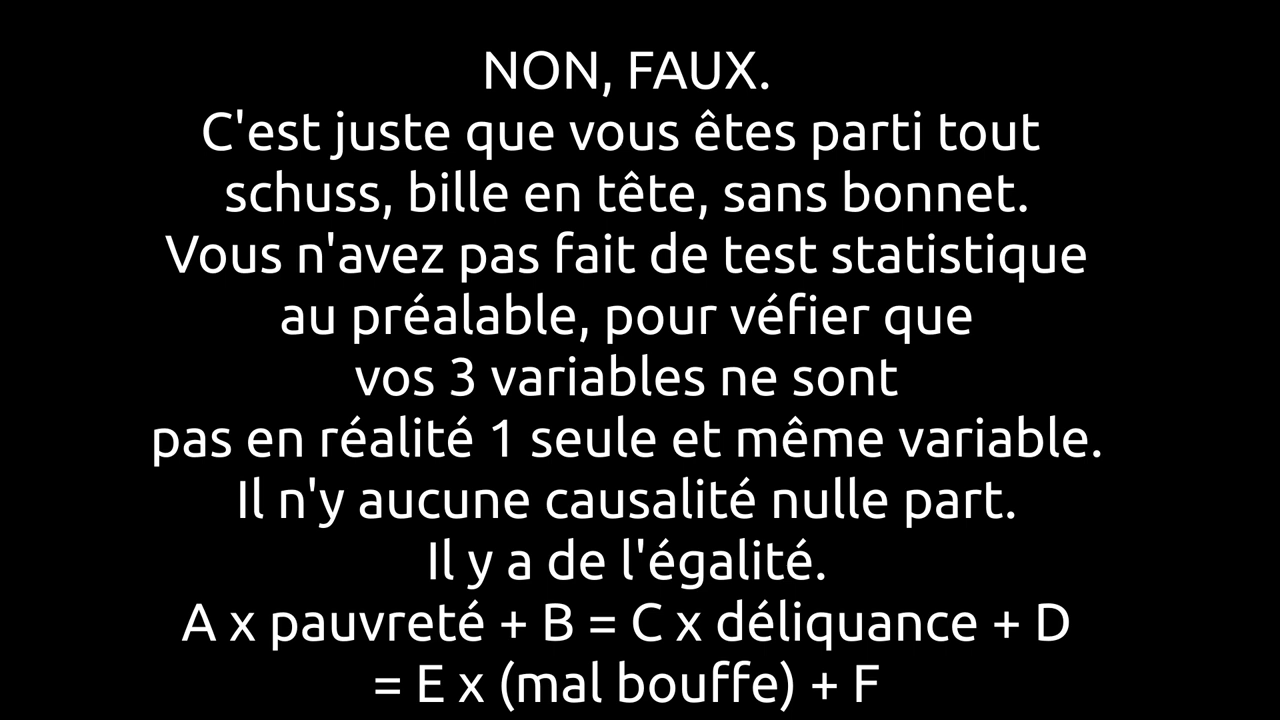 NON, FAUX.
C'est juste que vous êtes parti tout
schuss, bille en tête, sans bonnet.
Vous n'avez pas fait de test statistique
au préalable, pour véfier que
vos 3 variables ne sont
pas en réalité 1 seule et même variable.
Il n'y aucune causalité nulle part.
Il y a de l'égalité.
A x pauvreté + B = C x déliquance + D
= E x (mal bouffe) + F